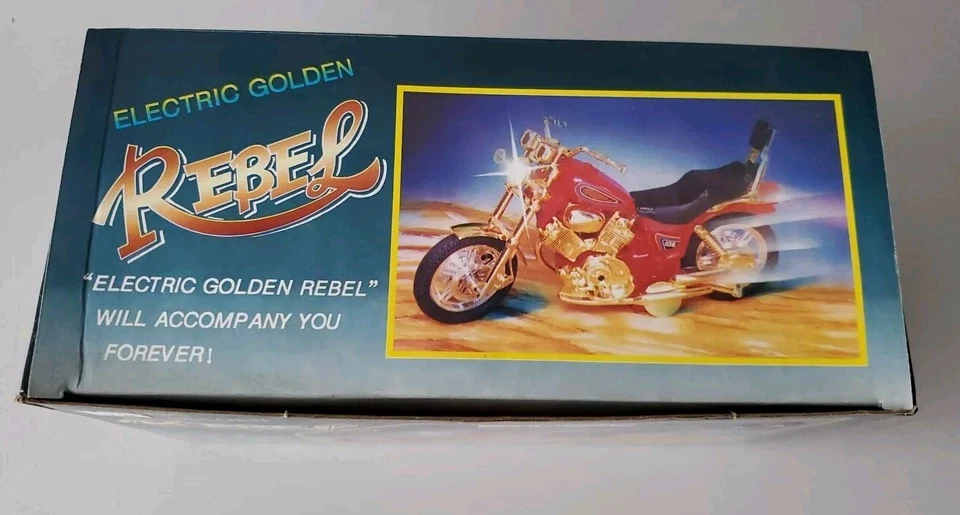 ELECTRIC GOLDEN
REBEL
"ELECTRIC GOLDEN REBEL"
WILL ACCOMPANY YOU
FOREVER!